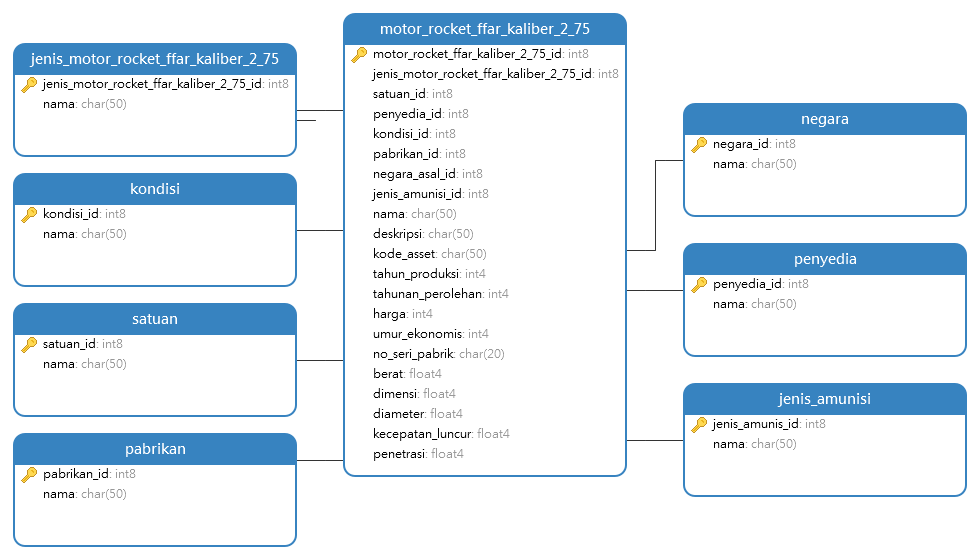 jenis_motor_rocket_ffar_kaliber_2_75
jenis_motor_rocket_ffar_kaliber_2_75_id: int8
nama: char(50)
kondisi
kondisi_id: int8
nama: char(50)
satuan
satuan_id: int8
nama: char(50)
pabrikan
pabrikan_id: int8
nama: char(50)
motor_rocket_ffar_kaliber_2_75
motor_rocket_ffar_kaliber_2_75_id: int8
jenis_motor_rocket_ffar_kaliber_2_75_id: int8
satuan_id: int8
penyedia_id: int8
kondisi_id: int8
pabrikan_id: int8
negara_asal_id: int8
jenis_amunisi_id: int8
nama: char(50)
deskripsi: char(50)
kode_asset: char(50)
tahun_produksi: int4
tahunan_perolehan: int4
harga: int4
umur_ekonomis: int4
no_seri_pabrik: char(20)
berat: float4
dimensi: float4
diameter: float4
kecepatan_luncur: float4
penetrasi: float4
negara
negara_id: int8
nama: char(50)
penyedia
penyedia_id: int8
nama: char(50)
jenis_amunisi
jenis_amunis_id: int8
nama: char(50)